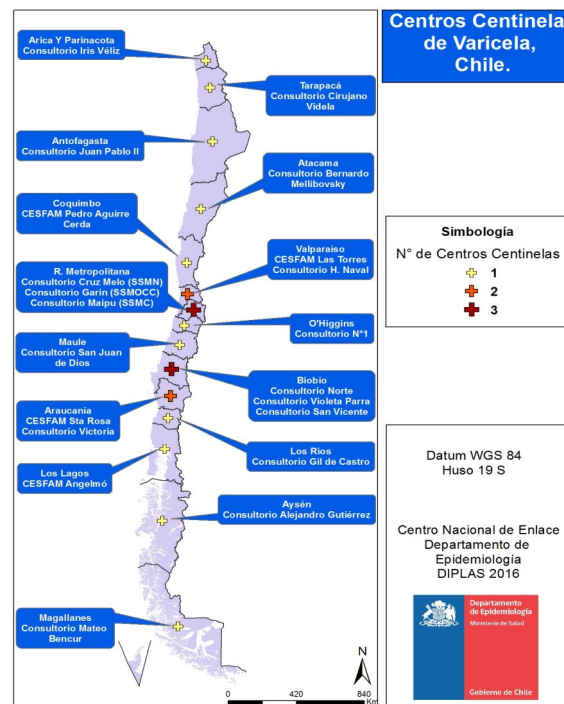 Centros Centinela
de Varicela,
Chile.
Arica Y Parinacota
Consultorio Iris Véliz
Tarapacá
Consultorio Cirujano
Videla
Antofagasta
Consultorio Juan Pablo II
Atacama
Consultorio Bernardo
Mellibovsky
Coquimbo
CESFAM Pedro Aguirre
Cerda
Valparaiso
CESFAM Las Torres
Consultorio H. Naval
R. Metropolitana
Consultorio Cruz Melo (SSMN)
Consultorio Garin (SSMOCC)
Consultorio Maipu (SSMC)
O'Higgins
Consultorio N°1
Maule
Consultorio San Juan
de Dios
Biobio
Consultorio Norte
Consultorio Violeta Parra
Consultorio San Vicente
Araucania
CESFAM Sta Rosa
Consultorio Victoria
Los Rios
Consultorio Gil de Castro
Los Lagos
CESFAM Angelmó
Aysén
Consultorio Alejandro Gutiérrez
Magallanes
Consultorio Mateo
Bencur
N
0 420 840
Km
Simbología
N° de Centros Centinelas
1
2
3
Datum WGS 84
Huso 19 S
Centro Nacional de Enlace
Departamento de
Epidemiología
DIPLAS 2016
Departamento
de Epidemiología
Ministerio de Salud
Gobierno de Chile